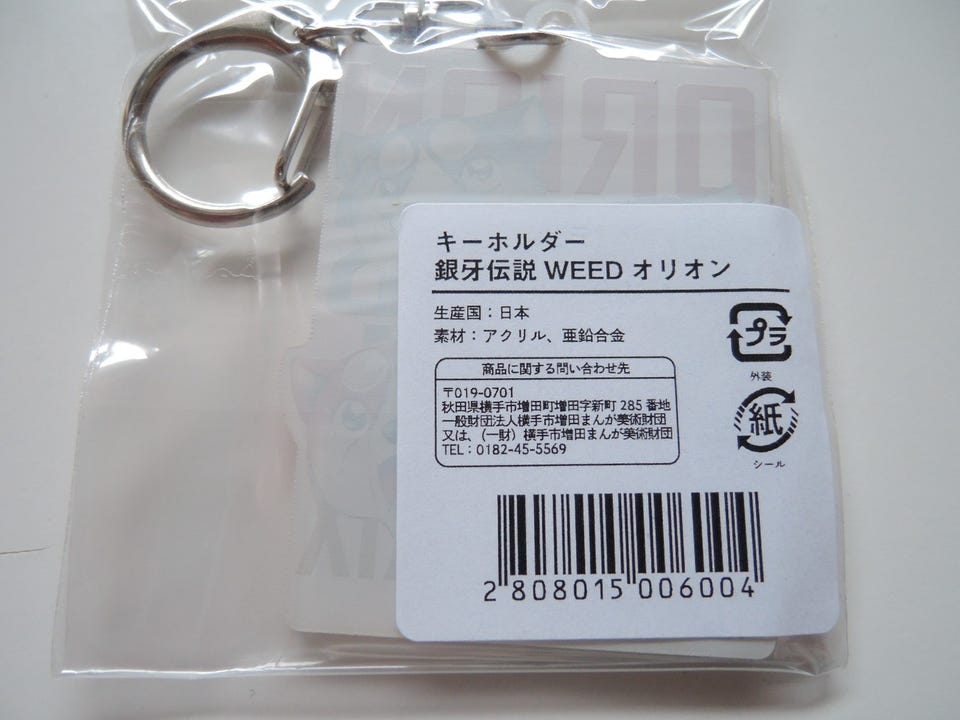 ORION
キーホルダー
銀牙伝説 WEED オリオン
生産国：日本
素材：アクリル、亜鉛合金
プラ
外装
商品に関する問い合わせ先
〒019-0701
秋田県横手市増田町増田字新町 285 番地
一般財団法人横手市増田まんが美術財団
又は、（一財）横手市増田まんが美術財団
TEL：0182-45-5569
紙
シール
2 808015 006004